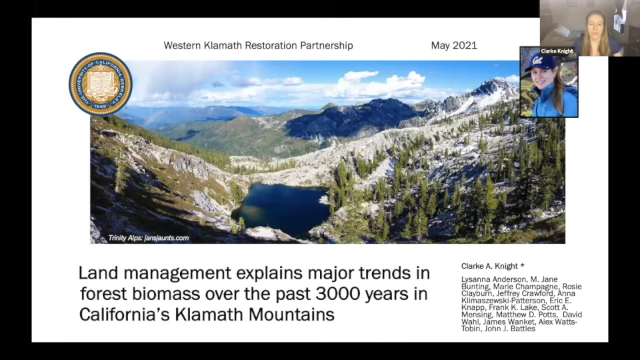 Western Klamath Restoration Partnership
May 2021
Clarke Knight
Trinity Alps: jansjaunts.com
Land management explains major trends in
forest biomass over the past 3000 years in
California's Klamath Mountains
Clarke A. Knight *
Lysanna Anderson, M. Jane
Bunting, Marie Champagne, Rosie
Clayburn, Jeffrey Crawford, Anna
Klimaszewski-Patterson, Eric E.
Knapp, Frank K. Lake, Scott A.
Mensing, Matthew D. Potts, David
Wahl, James Wanket, Alex Watts-
Tobin, John J. Battles